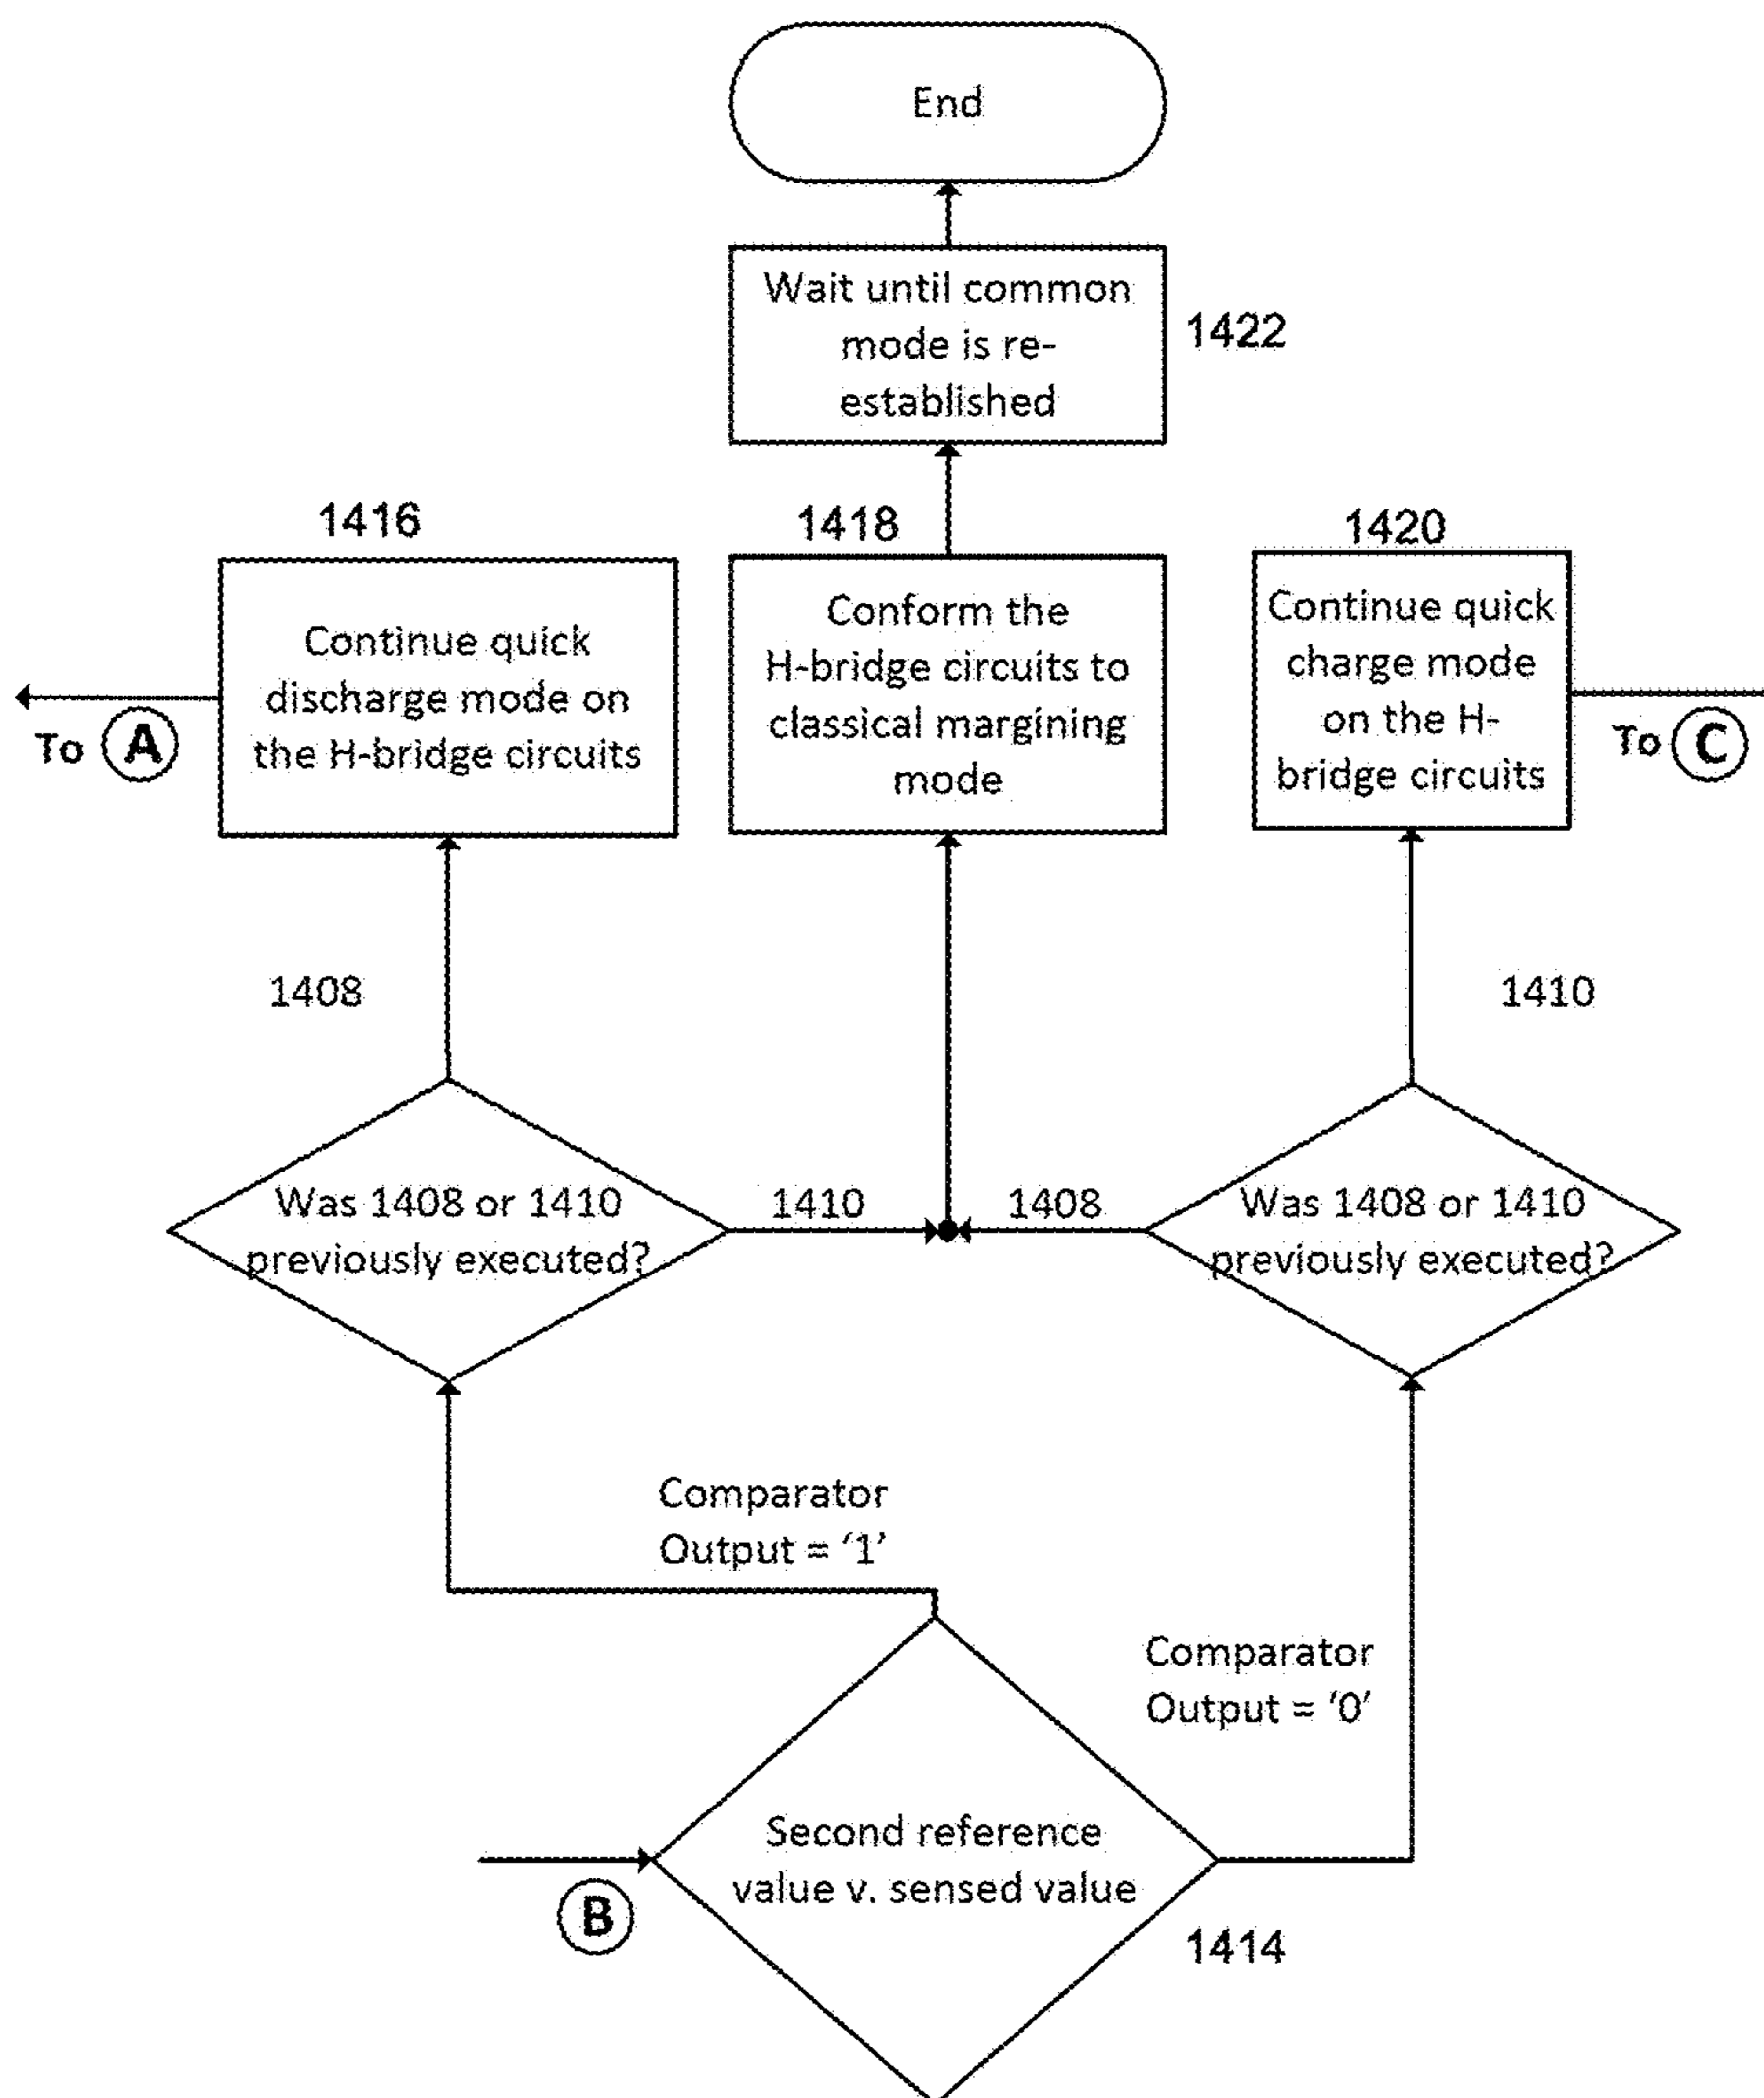 End
Wait until common
mode is re-
established
1422
1416
1418
1420
Continue quick
discharge mode on
the H-bridge circuits
Conform the
H-bridge circuits to
classical margining
mode
Continue quick
charge mode
on the H-
bridge circuits
To A
To C
1408
1410
Was 1408 or 1410
previously executed?
1410
1408
Was 1408 or 1410
previously executed?
Comparator
Output = ‘1’
Comparator
Output = ‘0’
Second reference
value v. sensed value
B
1414